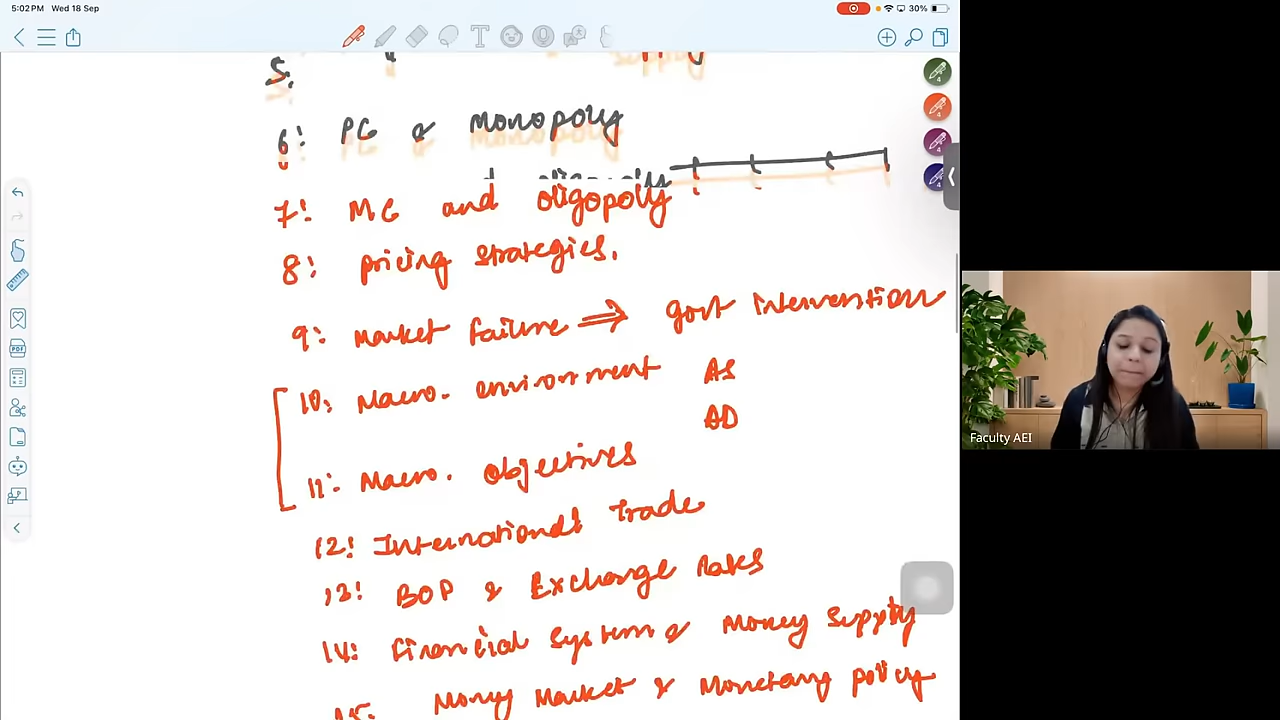 5:02 PM Wed 18 Sep
30%
5:
6: PC & Monopoly
7: MC and oligopoly
8: pricing strategies.
9: Market failure ⇒ govt intervention
10: Macro. environment AS
AD
11: Macro. objectives
12: International Trade
13: BOP & Exchange Rates
14: Financial System & Money Supply
15. Money Market & Monetary policy
Faculty AEI